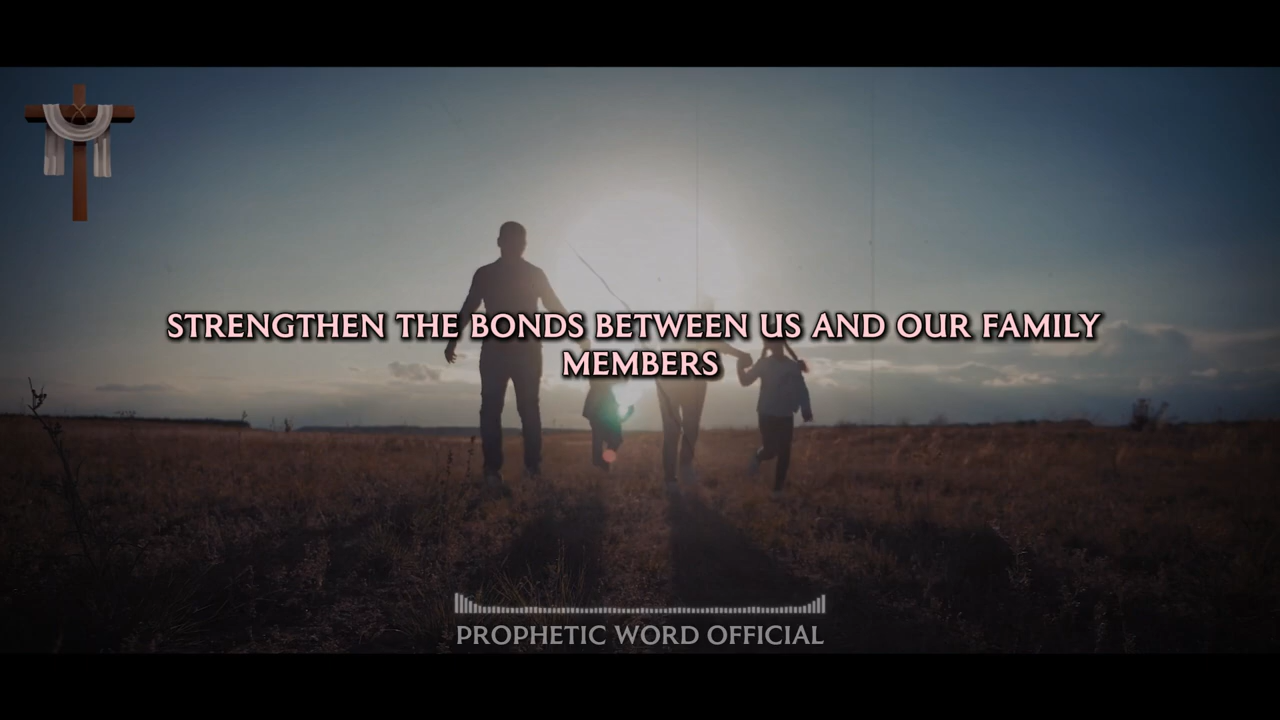 STRENGTHEN THE BONDS BETWEEN US AND OUR FAMILY
MEMBERS
PROPHETIC WORD OFFICIAL